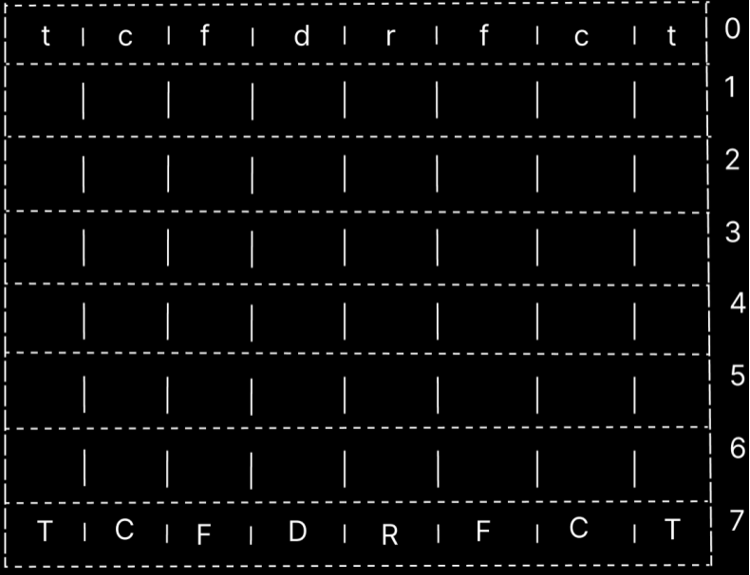 t | c | f | d | r | f | c | t 0
| | | | | | | 1
| | | | | | | 2
| | | | | | | 3
| | | | | | | 4
| | | | | | | 5
| | | | | | | 6
T | C | F | D | R | F | C | T 7